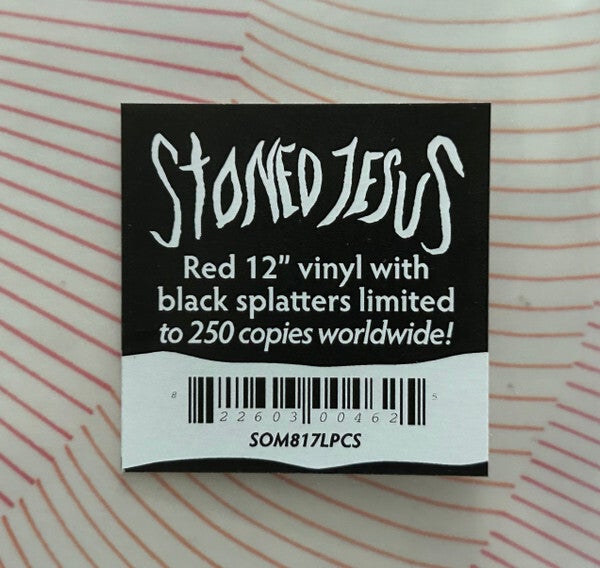 STONED JESUS
Red 12" vinyl with
black splatters limited
to 250 copies worldwide!
8 22603 00462 5
SOM817LPCS